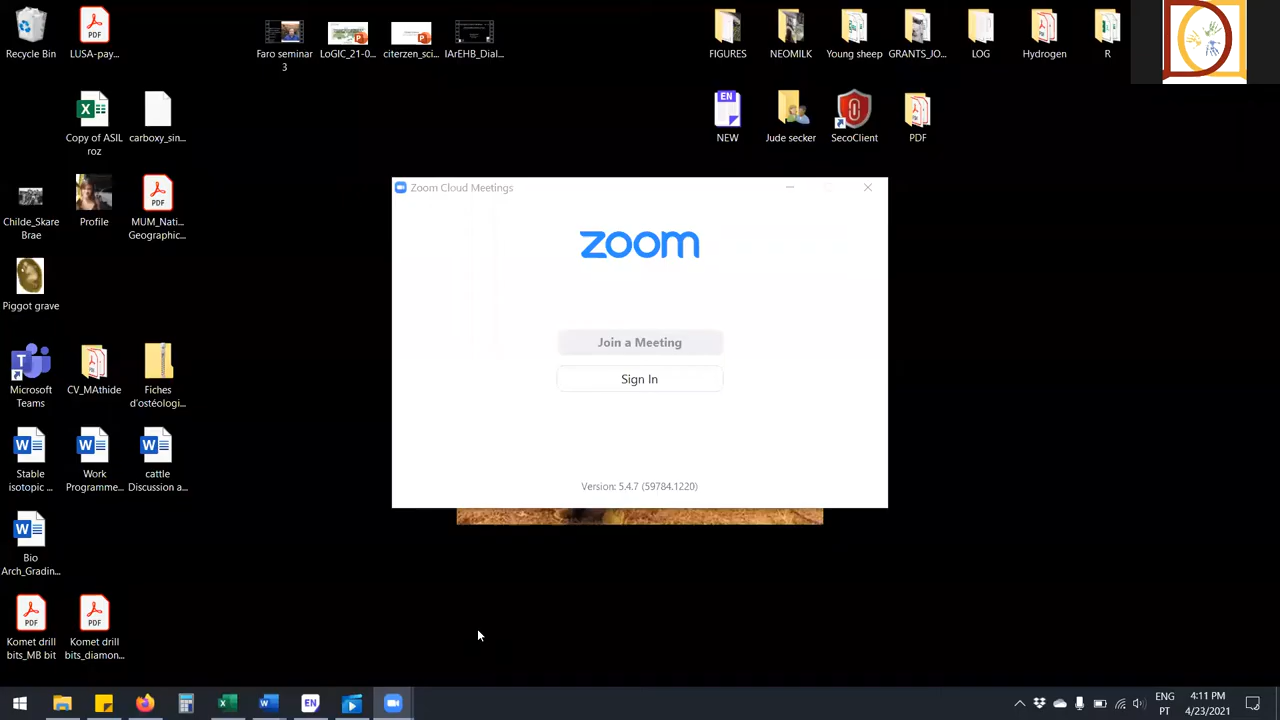 Recycle Bin
LUSA-pay...
Faro seminar
3
LoGIC_21-0...
citerzen_sci...
IArEHB_Dial...
FIGURES
NEOMILK
Young sheep
GRANTS_JO...
LOG
Hydrogen
R
Copy of ASIL
roz
carboxy_sin...
EN
NEW
Jude secker
SecoClient
PDF
Childe_Skare
Brae
Profile
MUM_Nati...
Geographic...
Piggot grave
Microsoft
Teams
CV_MAthide
Fiches
d'ostéologi...
Stable
isotopic ...
Work
Programme...
cattle
Discussion a...
Bio
Arch_Gradin...
Komet drill
bits_MB bit
Komet drill
bits_diamon...
Zoom Cloud Meetings
zoom
Join a Meeting
Sign In
Version: 5.4.7 (59784.1220)
EN
ENG
PT
4:11 PM
4/23/2021